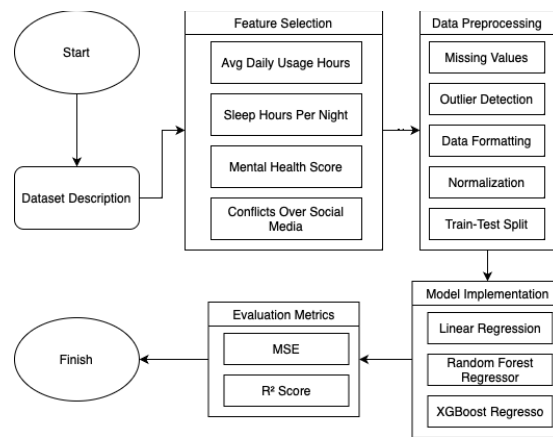 Start
Dataset Description
Feature Selection
Avg Daily Usage Hours
Sleep Hours Per Night
Mental Health Score
Conflicts Over Social
Media
Data Preprocessing
Missing Values
Outlier Detection
Data Formatting
Normalization
Train-Test Split
Model Implementation
Linear Regression
Random Forest
Regressor
XGBoost Regresso
Evaluation Metrics
MSE
R² Score
Finish